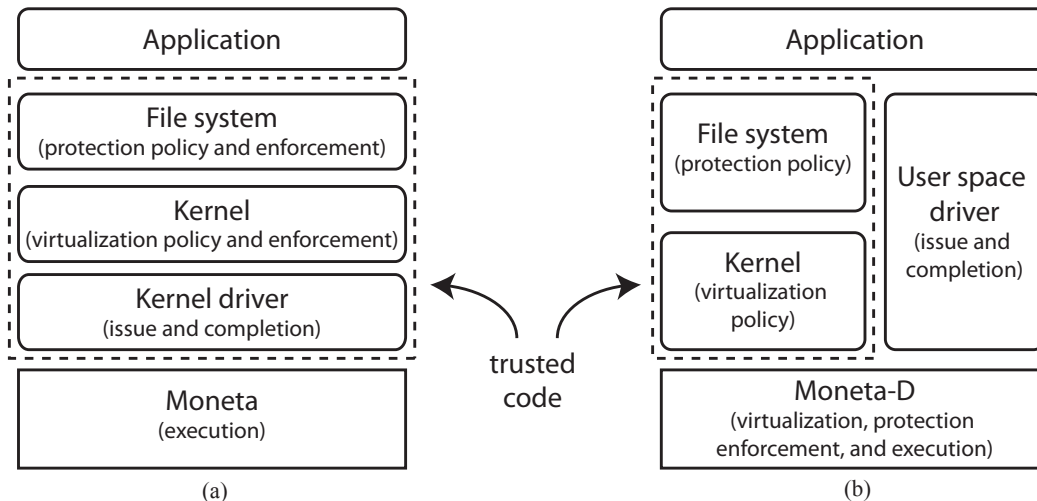 Application
File system
(protection policy and enforcement)
Kernel
(virtualization policy and enforcement)
Kernel driver
(issue and completion)
Moneta
(execution)
(a)
trusted
code
Application
File system
(protection policy)
Kernel
(virtualization
policy)
User space
driver
(issue and
completion)
Moneta-D
(virtualization, protection
enforcement, and execution)
(b)